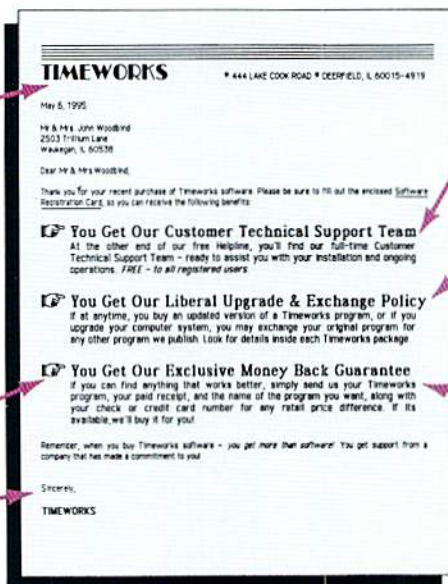 TIMEWORKS
• 444 LAKE COOK ROAD • DEERFIELD, IL 60015-4919
May 6, 1995
Mr & Mrs John Woodbind
2503 Trillium Lane
Waukegan, IL 60538
Dear Mr & Mrs Woodbind,
Thank you for your recent purchase of Timeworks software. Please be sure to fill out the enclosed Software
Registration Card, so you can receive the following benefits:
☞ You Get Our Customer Technical Support Team
At the other end of our free Helpline, you'll find our full-time Customer
Technical Support Team - ready to assist you with your installation and ongoing
operations. FREE - to all registered users.
☞ You Get Our Liberal Upgrade & Exchange Policy
If at anytime, you buy an updated version of a Timeworks program, or if you
upgrade your computer system, you may exchange your original program for
any other program we publish. Look for details inside each Timeworks package
☞ You Get Our Exclusive Money Back Guarantee
If you can find anything that works better, simply send us your Timeworks
program, your paid receipt, and the name of the program you want, along with
your check or credit card number for any retail price difference. If its
available, we'll buy it for you!
Remember, when you buy Timeworks software - you get more than software! You get support from a
company that has made a commitment to you!
Sincerely,
TIMEWORKS